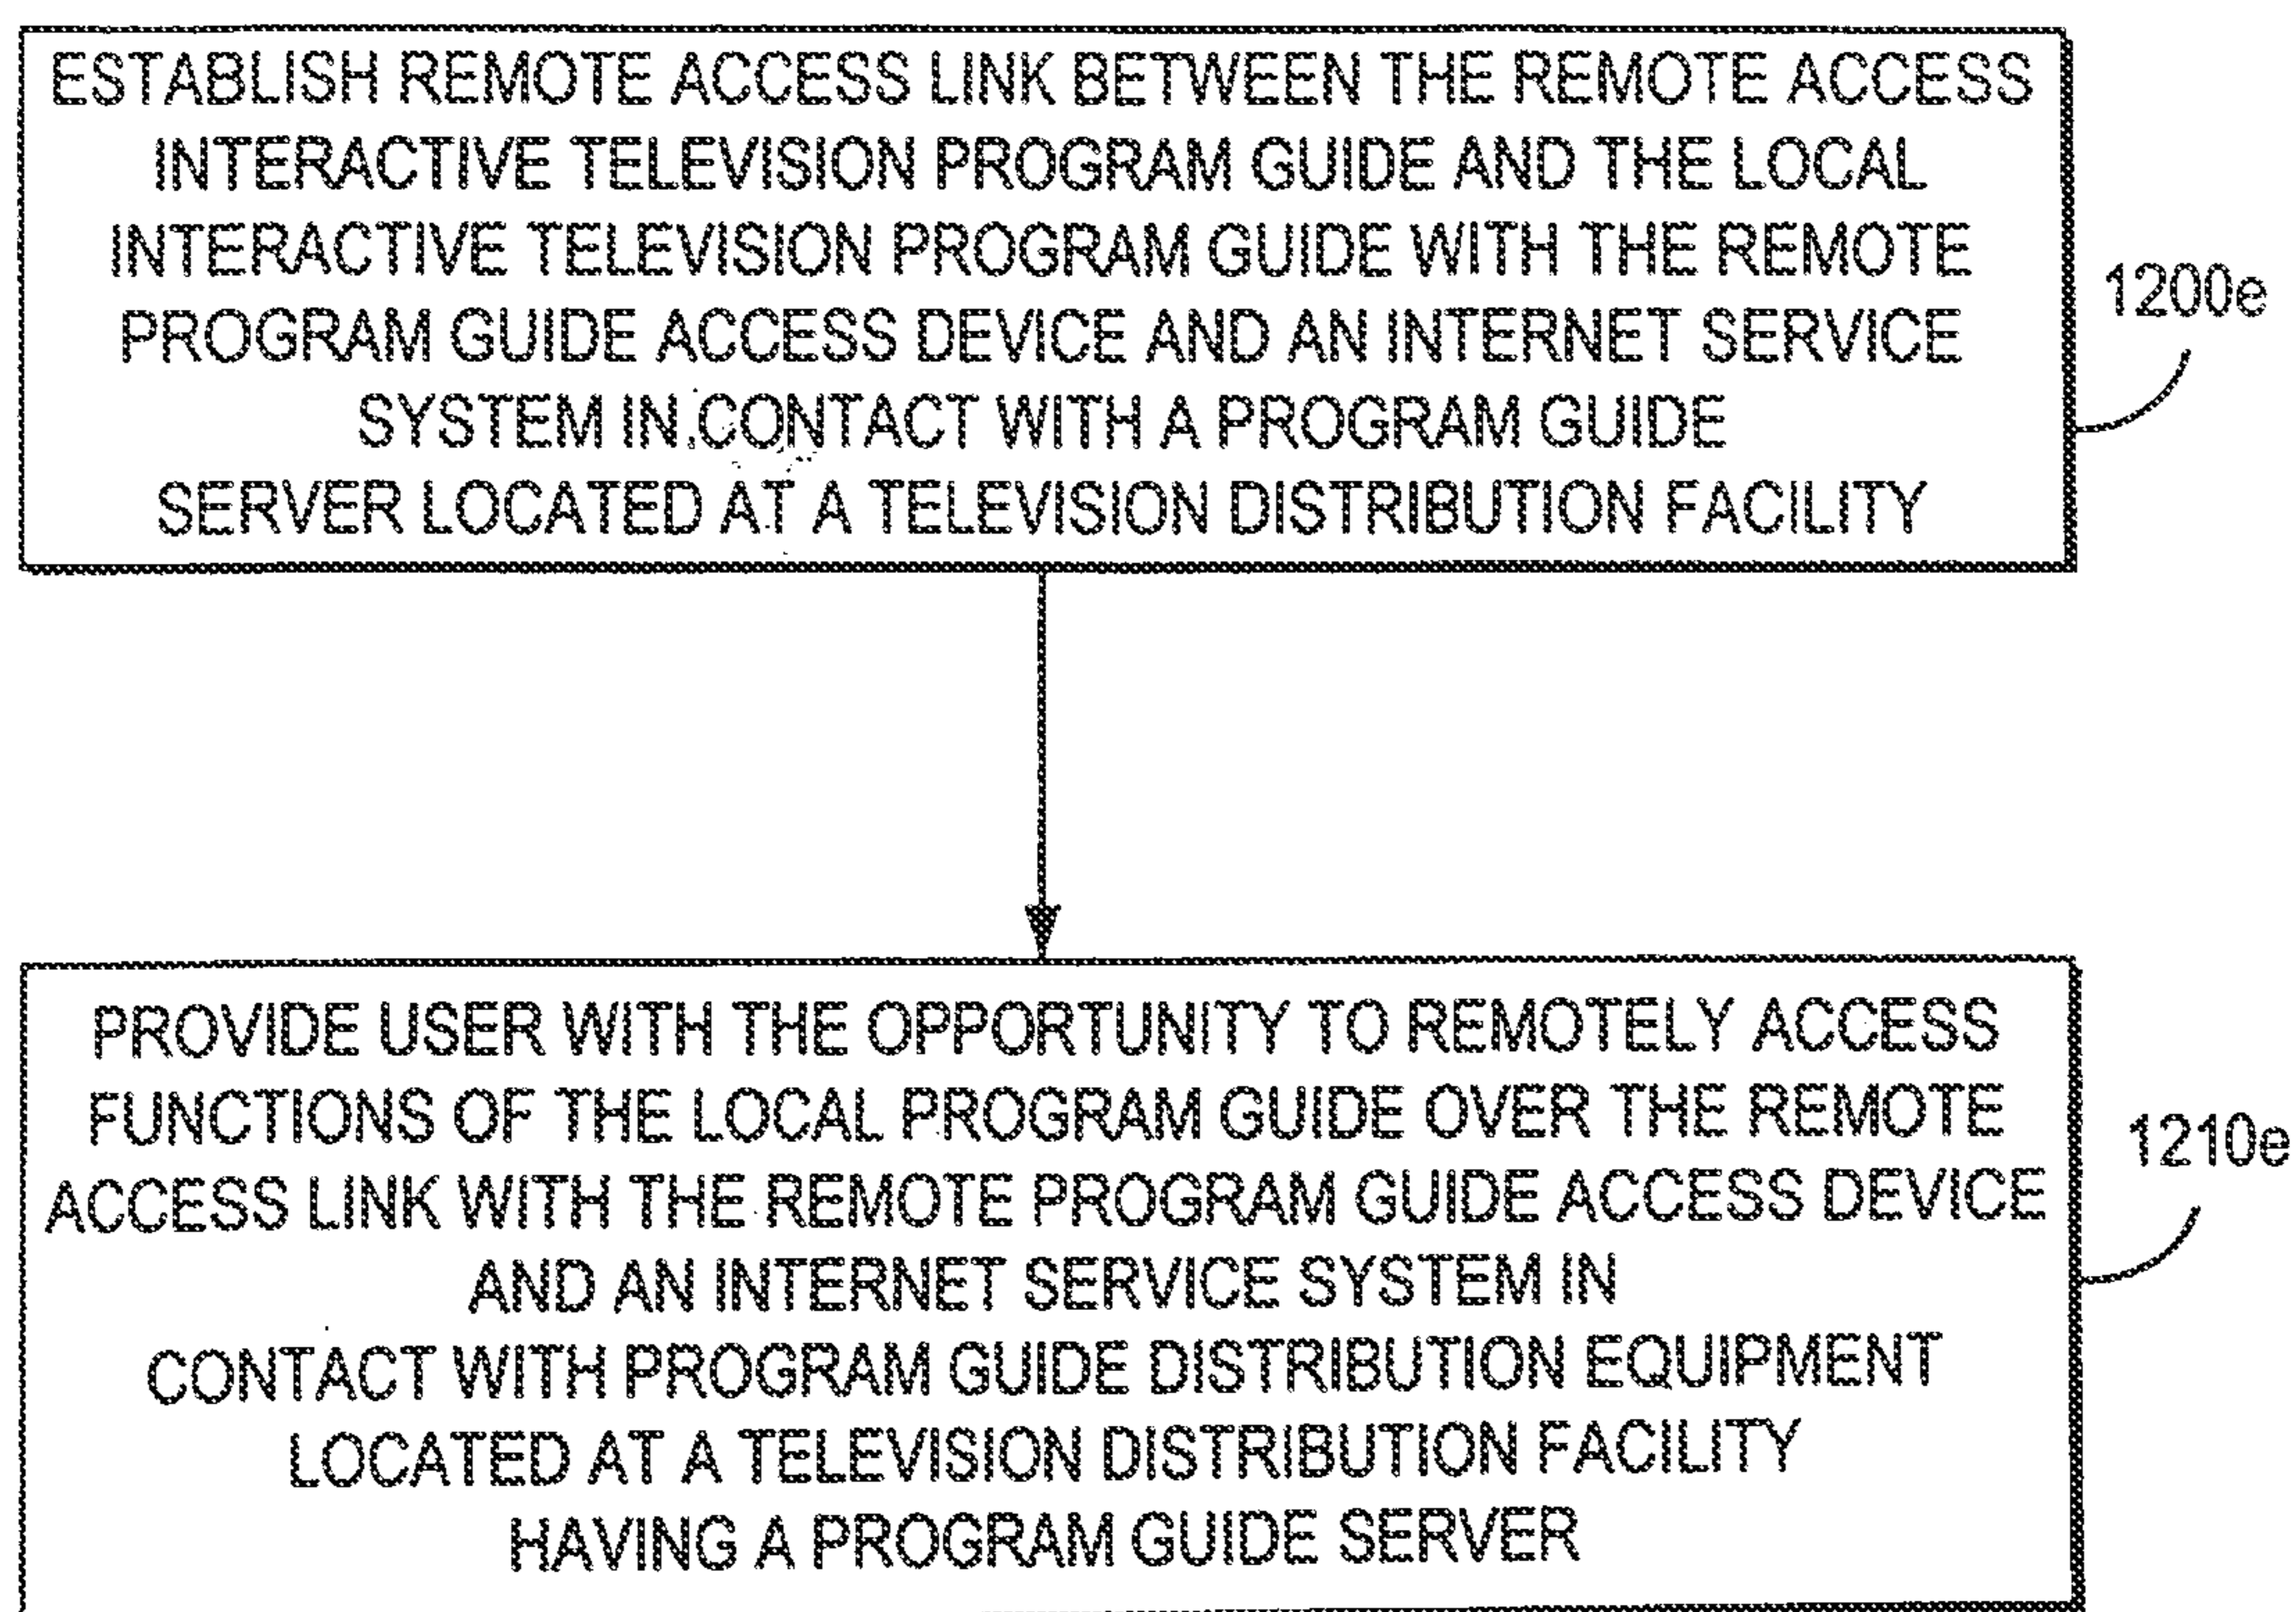 ESTABLISH REMOTE ACCESS LINK BETWEEN THE REMOTE ACCESS
INTERACTIVE TELEVISION PROGRAM GUIDE AND THE LOCAL
INTERACTIVE TELEVISION PROGRAM GUIDE WITH THE REMOTE
PROGRAM GUIDE ACCESS DEVICE AND AN INTERNET SERVICE
SYSTEM IN CONTACT WITH A PROGRAM GUIDE
SERVER LOCATED AT A TELEVISION DISTRIBUTION FACILITY
1200e
PROVIDE USER WITH THE OPPORTUNITY TO REMOTELY ACCESS
FUNCTIONS OF THE LOCAL PROGRAM GUIDE OVER THE REMOTE
ACCESS LINK WITH THE REMOTE PROGRAM GUIDE ACCESS DEVICE
AND AN INTERNET SERVICE SYSTEM IN
CONTACT WITH PROGRAM GUIDE DISTRIBUTION EQUIPMENT
LOCATED AT A TELEVISION DISTRIBUTION FACILITY
HAVING A PROGRAM GUIDE SERVER
1210e